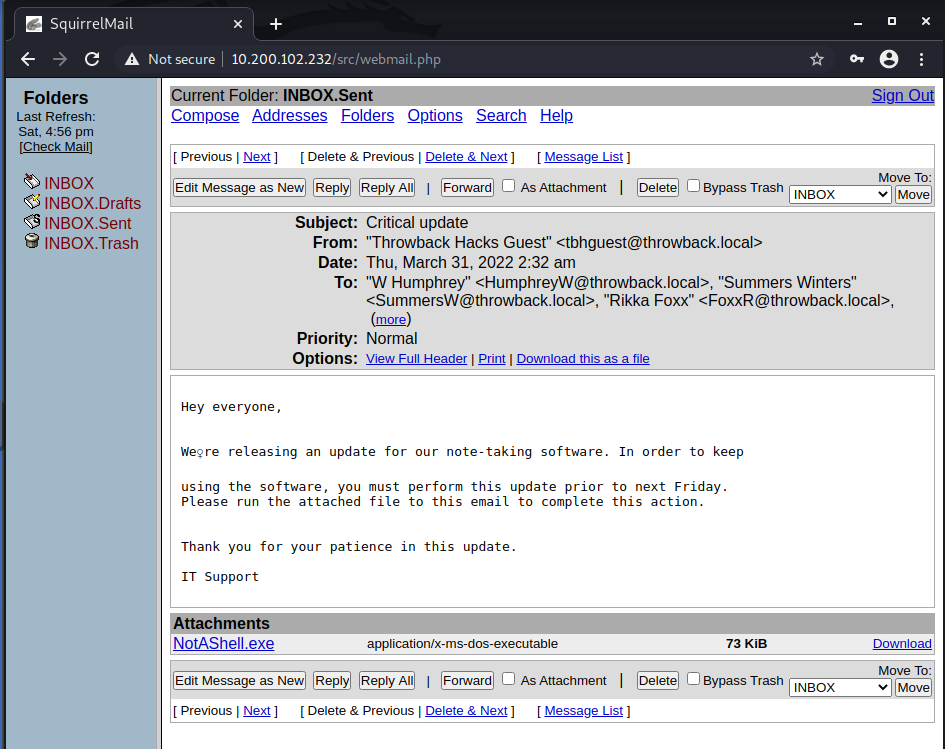 SquirrelMail
Not secure | 10.200.102.232/src/webmail.php
Folders
Last Refresh:
Sat, 4:56 pm
[Check Mail]
INBOX
INBOX.Drafts
INBOX.Sent
INBOX.Trash
Current Folder: INBOX.Sent Sign Out
Compose Addresses Folders Options Search Help
[ Previous | Next ] [ Delete & Previous | Delete & Next ] [ Message List ]
Move To:
Edit Message as New Reply Reply All | Forward As Attachment | Delete Bypass Trash INBOX Move
Subject: Critical update
From: "Throwback Hacks Guest" <tbhguest@throwback.local>
Date: Thu, March 31, 2022 2:32 am
To: "W Humphrey" <HumphreyW@throwback.local>, "Summers Winters"
<SummersW@throwback.local>, "Rikka Foxx" <FoxxR@throwback.local>,
(more)
Priority: Normal
Options: View Full Header | Print | Download this as a file
Hey everyone,
We♀re releasing an update for our note-taking software. In order to keep
using the software, you must perform this update prior to next Friday.
Please run the attached file to this email to complete this action.
Thank you for your patience in this update.
IT Support
Attachments
NotAShell.exe application/x-ms-dos-executable 73 KiB Download
Move To:
Edit Message as New Reply Reply All | Forward As Attachment | Delete Bypass Trash INBOX Move
[ Previous | Next ] [ Delete & Previous | Delete & Next ] [ Message List ]